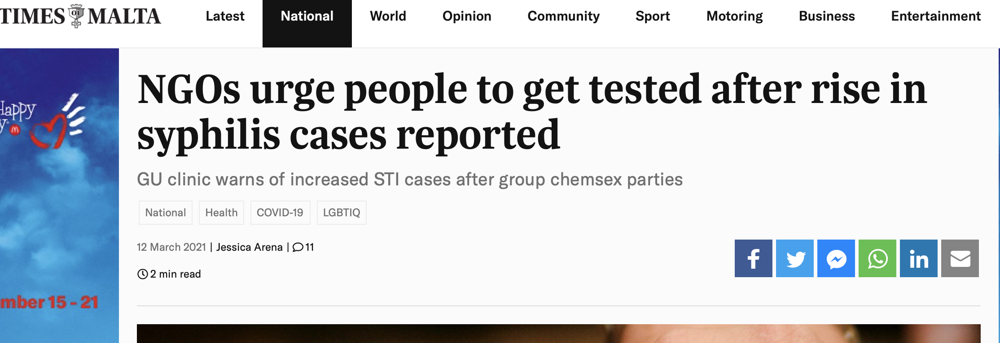 TIMES OF MALTA
Latest
National
World
Opinion
Community
Sport
Motoring
Business
Entertainment
Happy
NGOs urge people to get tested after rise in
syphilis cases reported
GU clinic warns of increased STI cases after group chemsex parties
National
Health
COVID-19
LGBTIQ
12 March 2021 | Jessica Arena | 11
2 min read
mber 15 - 21